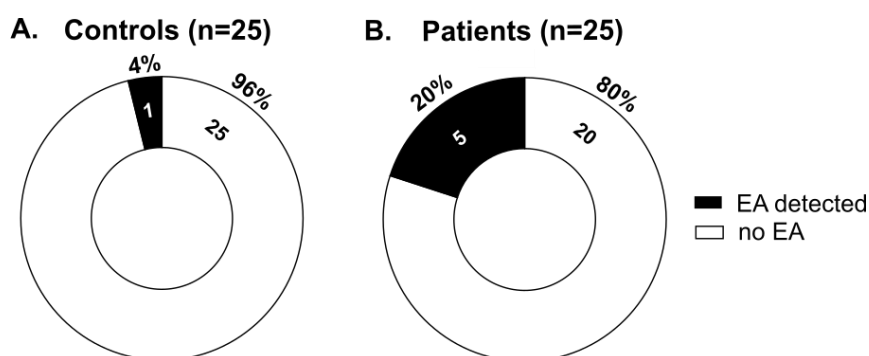 A. Controls (n=25)
4%
96%
1
25
B. Patients (n=25)
20%
80%
5
20
EA detected
no EA